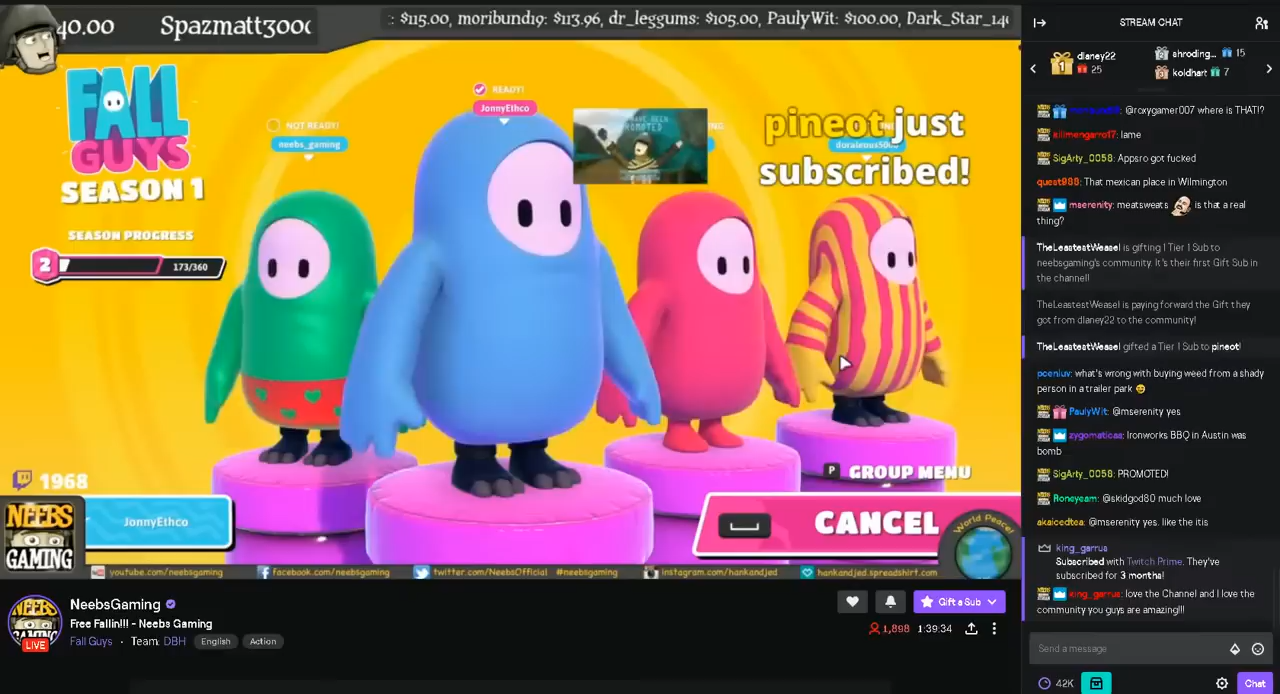 40.00 Spazmatt300
: $115.00, moribund19: $113.96, dr_leggums: $105.00, PaulyWit: $100.00, Dark_Star_14
FALL
GUYS
SEASON 1
SEASON PROGRESS
2 173/360
NOT READY!
neebs_gaming
READY!
JonnyEthco
pineot just
subscribed!
1968
P GROUP MENU
NEEBS
GAMING
JonnyEthco
CANCEL
World Peace!
youtube.com/neebsgaming
facebook.com/neebsgaming
twitter.com/NeebsOfficial #neebsgaming
instagram.com/hankandjed
hankandjed.spreadshirt.com
NEEBS
GAMING
LIVE
NeebsGaming
Free Fallin!!! - Neebs Gaming
Fall Guys · Team: DBH English Action
Gift a Sub
1,898 1:39:34
STREAM CHAT
1 dlaney22
25
shroding... 15
koldhart 7
: @roxygamer007 where is THAT!?
kilimengarro17: lame
SigArty_0058: Appsro got fucked
quest988: That mexican place in Wilmington
mserenity: meatsweats is that a real
thing?
TheLeastestWeasel is gifting 1 Tier 1 Sub to
neebsgaming's community. It's their first Gift Sub in
the channel!
TheLeastestWeasel is paying forward the Gift they
got from dlaney22 to the community!
TheLeastestWeasel gifted a Tier 1 Sub to pineot!
pceniuv: what's wrong with buying weed from a shady
person in a trailer park
PaulyWit: @mserenity yes
zygomaticas: Ironworks BBQ in Austin was
bomb
SigArty_0058: PROMOTED!
Roneyeam: @skidgod80 much love
akaicedtea: @mserenity yes. like the itis
king_garrus
Subscribed with Twitch Prime. They've
subscribed for 3 months!
king_garrus: love the Channel and I love the
community you guys are amazing!!!
Send a message
42K
Chat